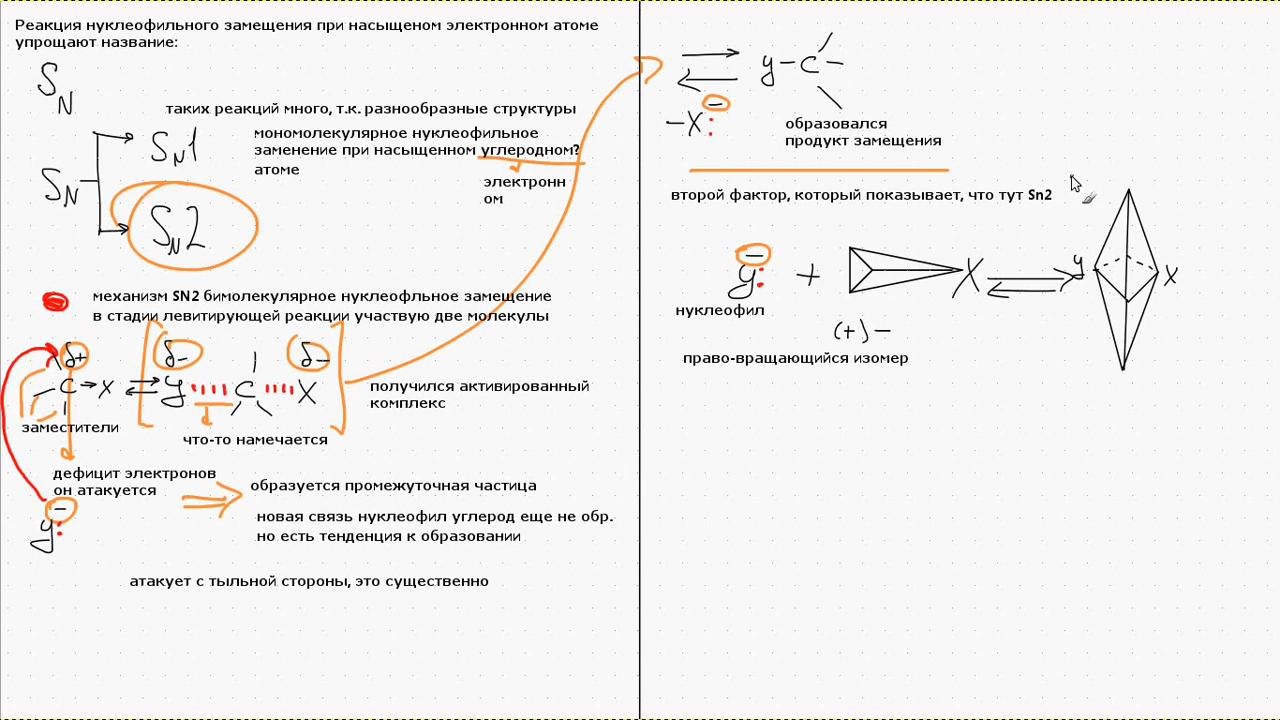 Реакция нуклеофильного замещения при насыщеном электронном атоме
упрощают название:
SN
таких реакций много, т.к. разнообразные структуры
SN
SN1
мономолекулярное нуклеофильное
заменение при насыщенном углеродном?
атоме
электронн
ом
SN2
механизм SN2 бимолекулярное нуклеофльное замещение
в стадии левитирующей реакции участвую две молекулы
δ+
δ-
δ-
C → X
y C X
получился активированный
комплекс
заместители
что-то намечается
дефицит электронов
он атакуется
образуется промежуточная частица
y:−
новая связь нуклеофил углерод еще не обр.
но есть тенденция к образовании
атакует с тыльной стороны, это существенно
y-C-
-X:−
образовался
продукт замещения
второй фактор, который показывает, что тут Sn2
y:− + X y X
нуклеофил
(+) −
право-вращающийся изомер